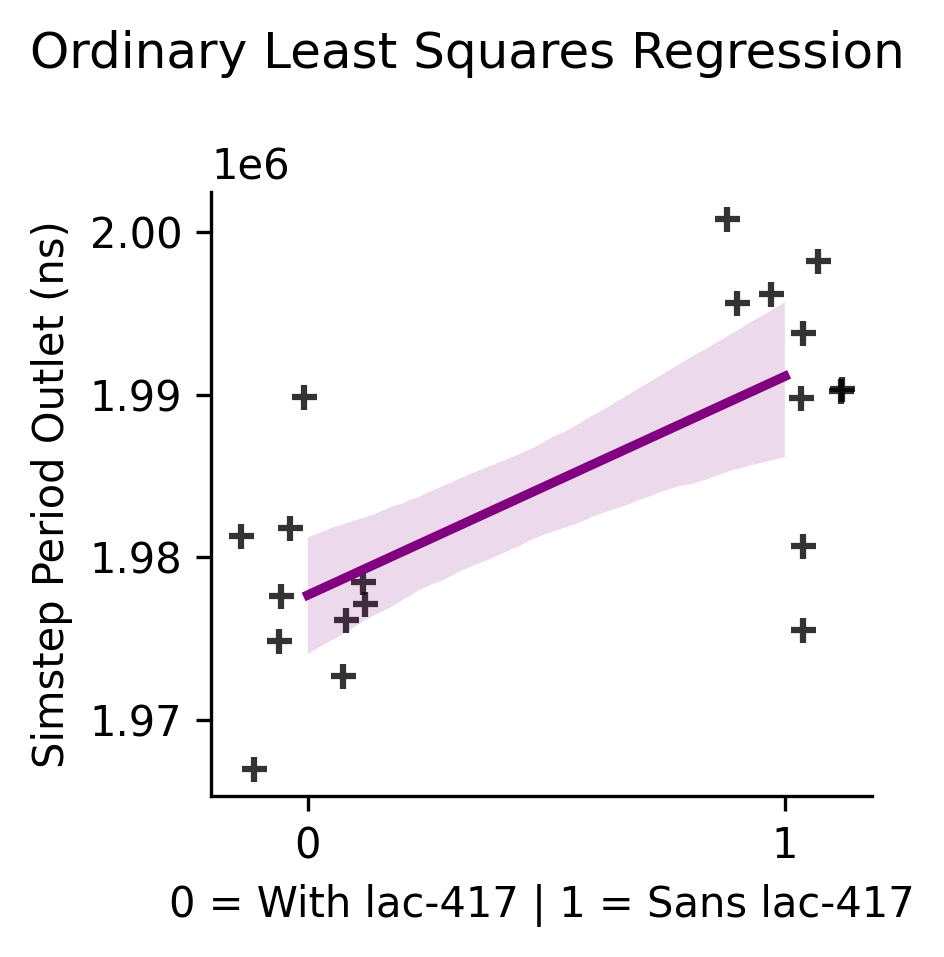 Ordinary Least Squares Regression
1e6
2.00
1.99
1.98
1.97
Simstep Period Outlet (ns)
0
1
0 = With lac-417 | 1 = Sans lac-417